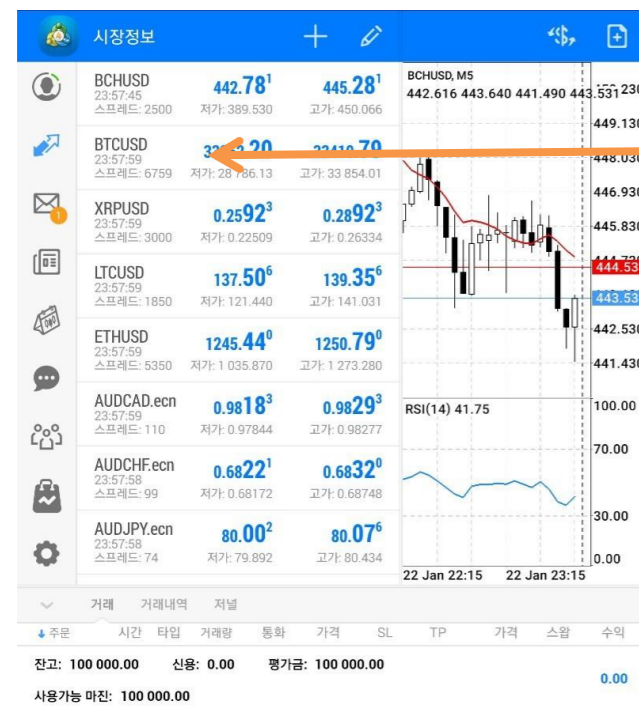 시장정보
BCHUSD 442.78¹ 445.28¹
23:57:45
스프레드: 2500 저가: 389.530 고가: 450.066
BTCUSD
23:57:59
스프레드: 6759 저가: 28 786.13 고가: 33 854.01
XRPUSD 0.2592³ 0.2892³
23:57:59
스프레드: 3000 저가: 0.22509 고가: 0.26334
LTCUSD 137.50⁶ 139.35⁶
23:57:59
스프레드: 1850 저가: 121.440 고가: 141.031
ETHUSD 1245.44⁰ 1250.79⁰
23:57:59
스프레드: 5350 저가: 1 035.870 고가: 1 273.280
AUDCAD.ecn 0.9818³ 0.9829³
23:57:59
스프레드: 110 저가: 0.97844 고가: 0.98277
AUDCHF.ecn 0.6822¹ 0.6832⁰
23:57:58
스프레드: 99 저가: 0.68172 고가: 0.68748
AUDJPY.ecn 80.00² 80.07⁶
23:57:58
스프레드: 74 저가: 79.892 고가: 80.434
BCHUSD, M5
442.616 443.640 441.490 443.531
449.130
448.030
446.930
445.830
444.53
443.53
442.530
441.430
RSI(14) 41.75
100.00
70.00
30.00
0.00
22 Jan 22:15 22 Jan 23:15
거래 거래내역 저널
주문 시간 타입 거래량 통화 가격 SL TP 가격 스왑 수익
잔고: 100 000.00 신용: 0.00 평가금: 100 000.00
0.00
사용가능 마진: 100 000.00